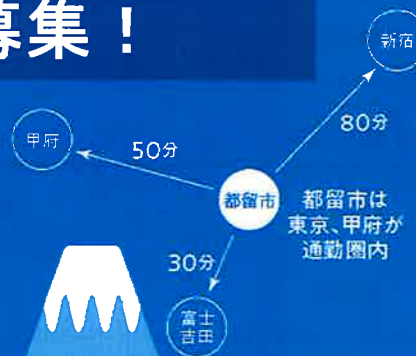 募集！
新宿
80分
甲府
50分
都留市
都留市は
東京、甲府が
通勤圏内
30分
富士
吉田